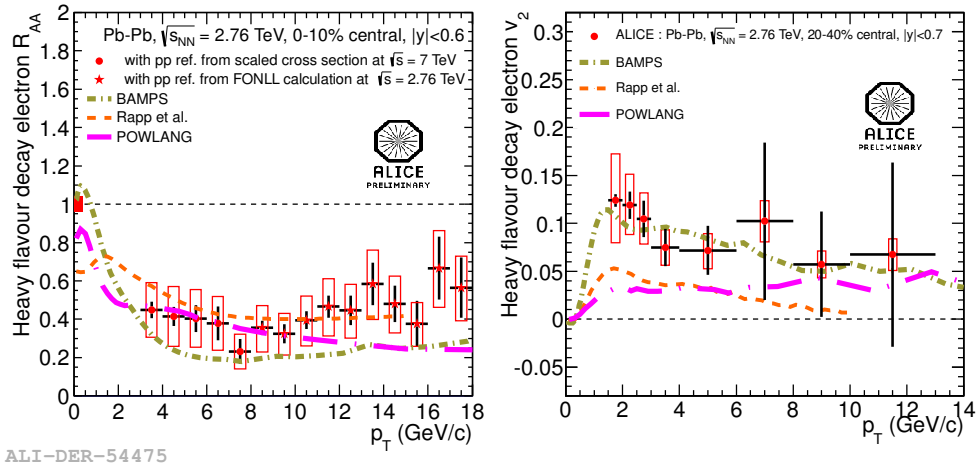 Pb-Pb, √s_NN = 2.76 TeV, 0-10% central, |y|<0.6
with pp ref. from scaled cross section at √s = 7 TeV
with pp ref. from FONLL calculation at √s = 2.76 TeV
BAMPS
Rapp et al.
POWLANG
ALICE
PRELIMINARY
Heavy flavour decay electron R_AA
2
1.8
1.6
1.4
1.2
1
0.8
0.6
0.4
0.2
0
0 2 4 6 8 10 12 14 16 18
p_T (GeV/c)
ALICE : Pb-Pb, √s_NN = 2.76 TeV, 20-40% central, |y|<0.7
BAMPS
Rapp et al.
POWLANG
ALICE
PRELIMINARY
Heavy flavour decay electron v_2
0.3
0.25
0.2
0.15
0.1
0.05
0
-0.05
0 2 4 6 8 10 12 14
p_T (GeV/c)
ALI-DER-54475